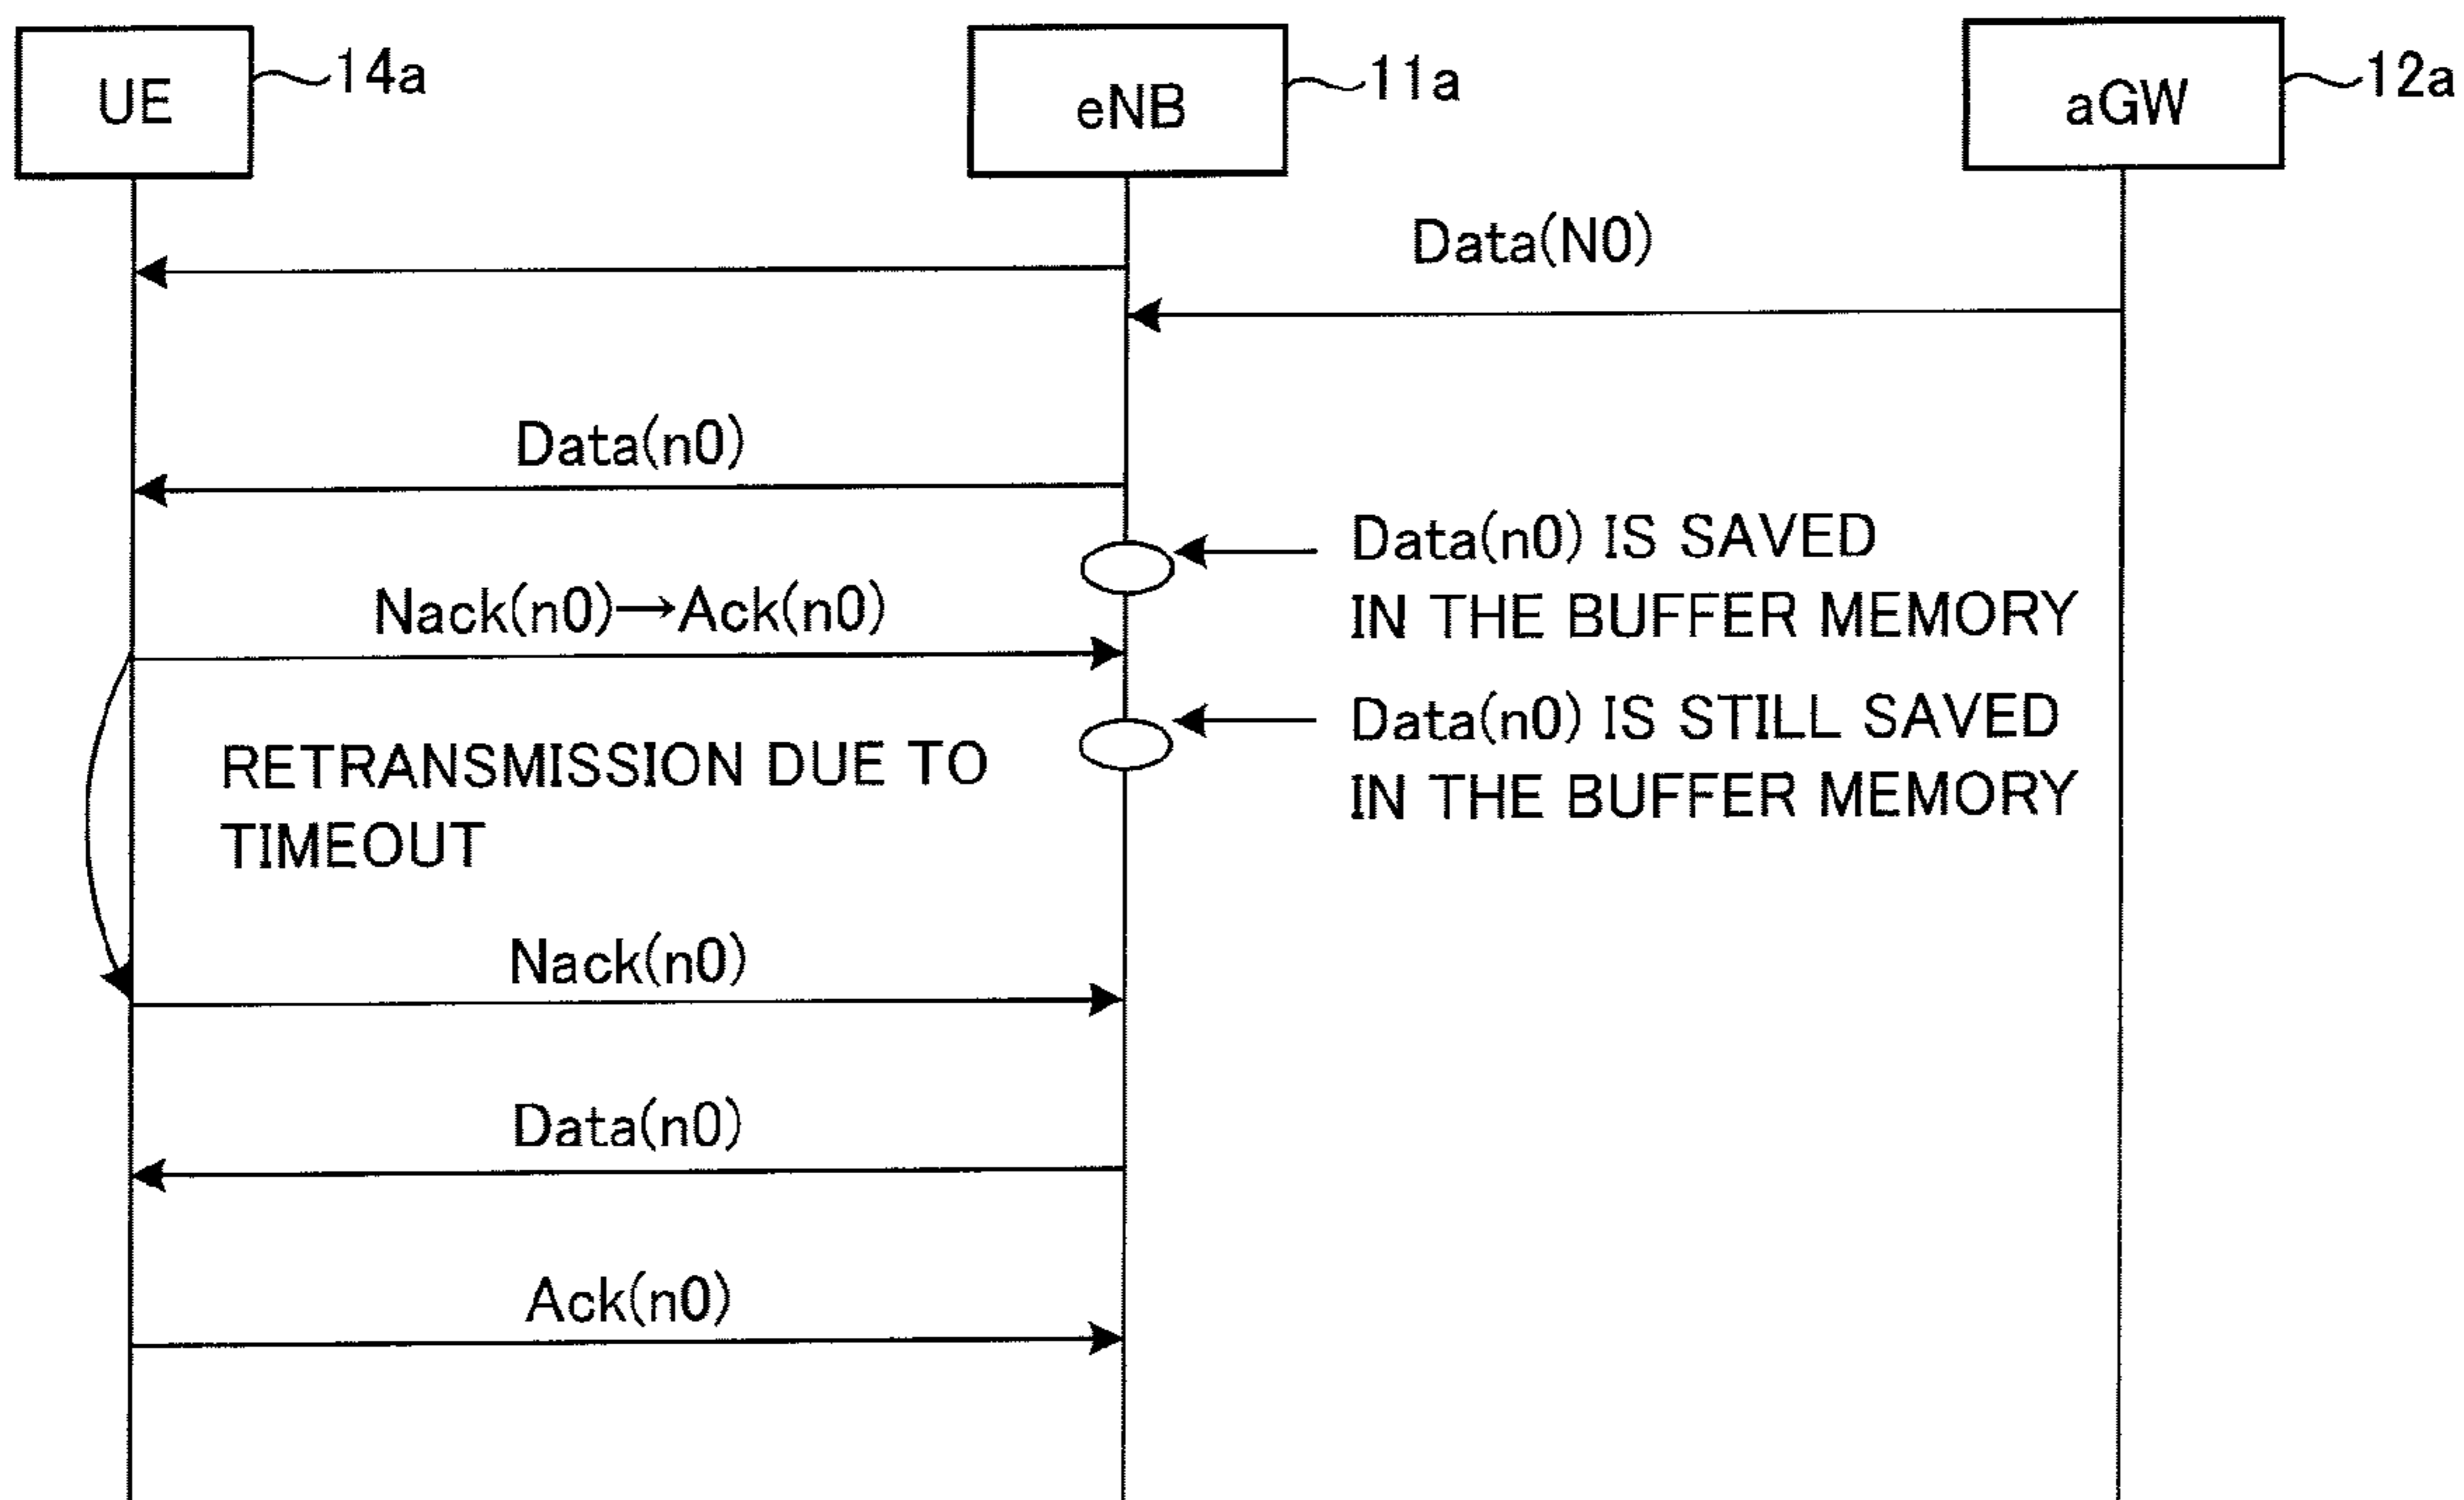 UE
14a
eNB
11a
aGW
12a
Data(N0)
Data(n0)
Data(n0) IS SAVED
IN THE BUFFER MEMORY
Nack(n0)→Ack(n0)
Data(n0) IS STILL SAVED
IN THE BUFFER MEMORY
RETRANSMISSION DUE TO
TIMEOUT
Nack(n0)
Data(n0)
Ack(n0)